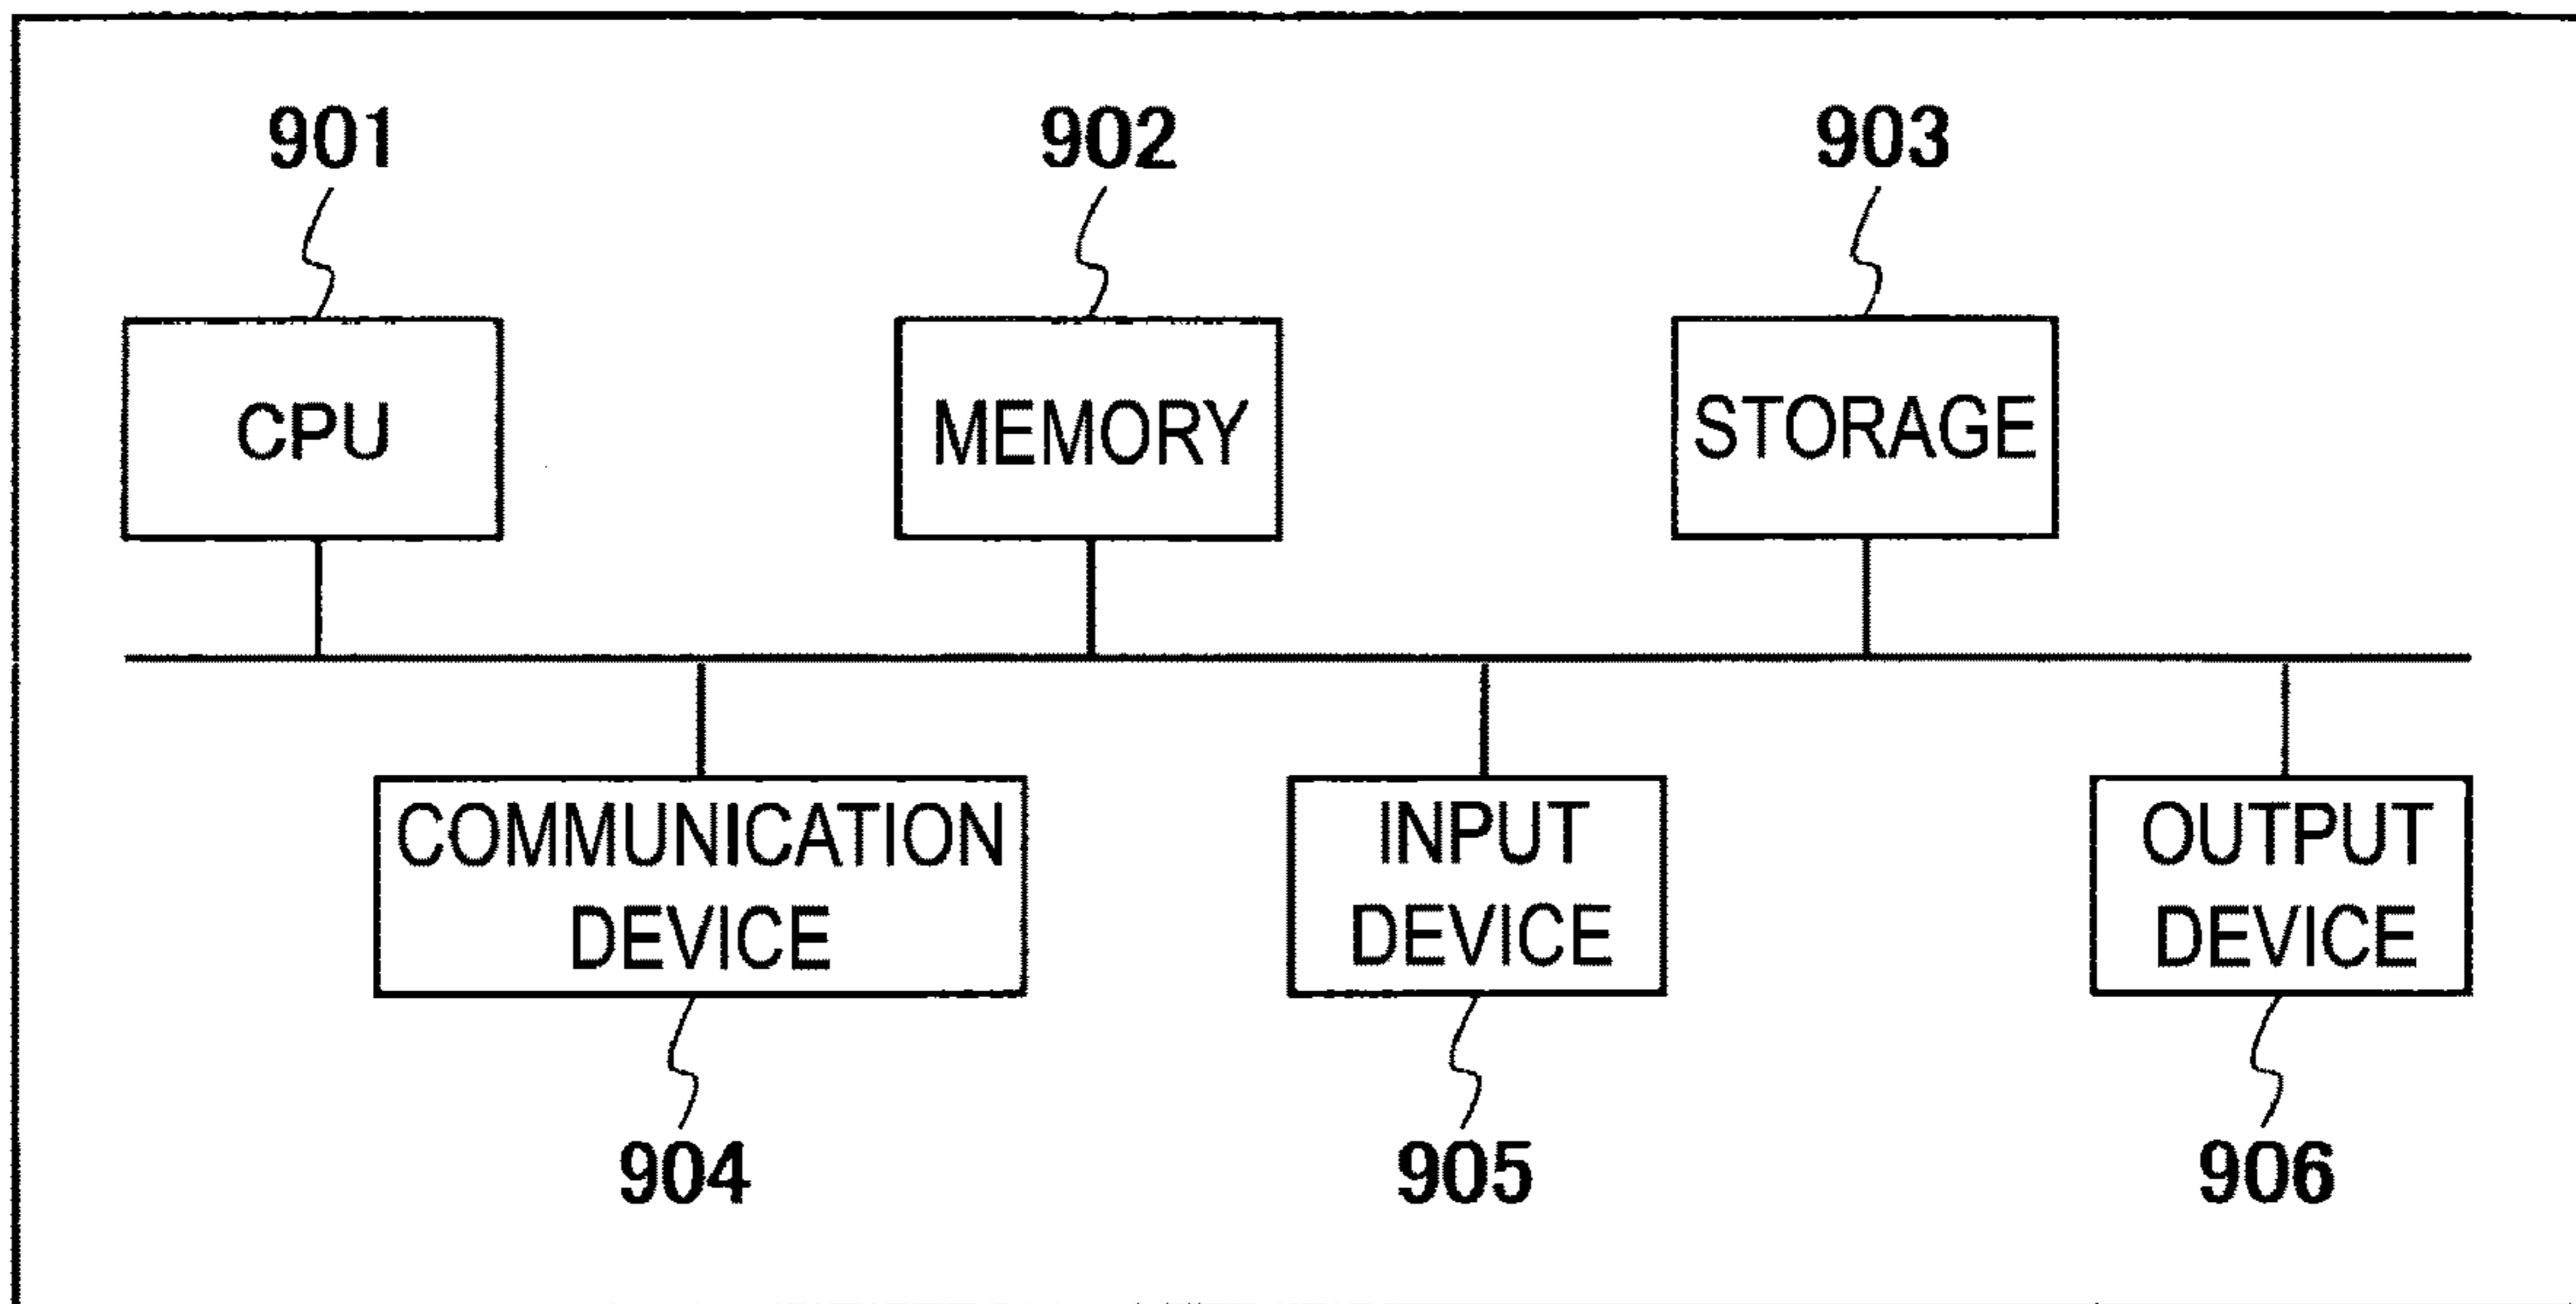 901
902
903
CPU
MEMORY
STORAGE
COMMUNICATION
DEVICE
INPUT
DEVICE
OUTPUT
DEVICE
904
905
906